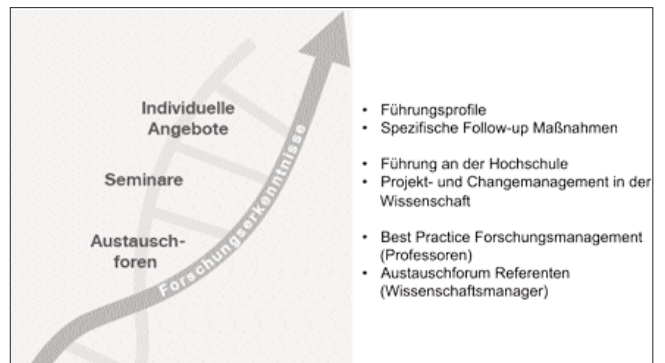 Individuelle
Angebote
Seminare
Austausch-
foren
Forschungserkenntnisse
• Führungsprofile
• Spezifische Follow-up Maßnahmen
• Führung an der Hochschule
• Projekt- und Changemanagement in der
Wissenschaft
• Best Practice Forschungsmanagement
(Professoren)
• Austauschforum Referenten
(Wissenschaftsmanager)